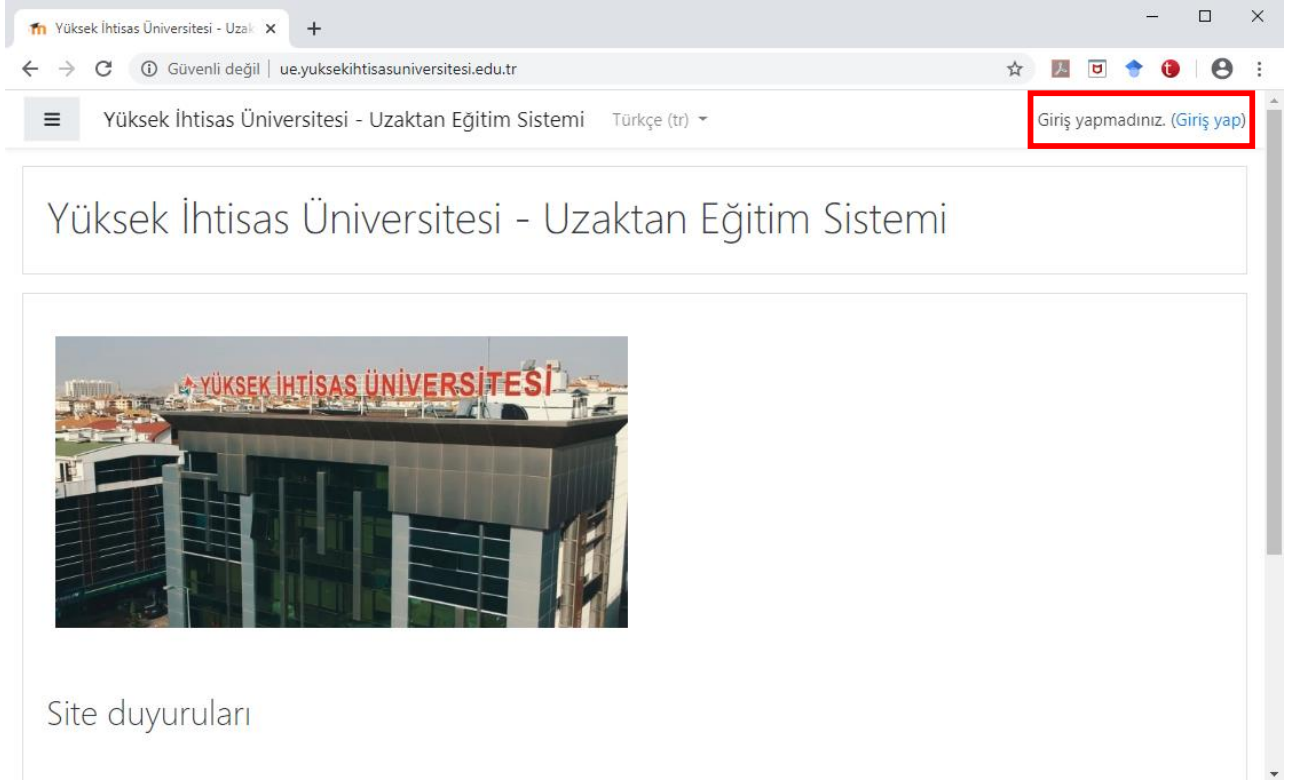 Yüksek İhtisas Üniversitesi - Uzak
Güvenli değil | ue.yuksekihtisasuniversitesi.edu.tr
Yüksek İhtisas Üniversitesi - Uzaktan Eğitim Sistemi Türkçe (tr) Giriş yapmadınız. (Giriş yap)
Yüksek İhtisas Üniversitesi - Uzaktan Eğitim Sistemi
YÜKSEK İHTİSAS ÜNİVERSİTESİ
Site duyuruları